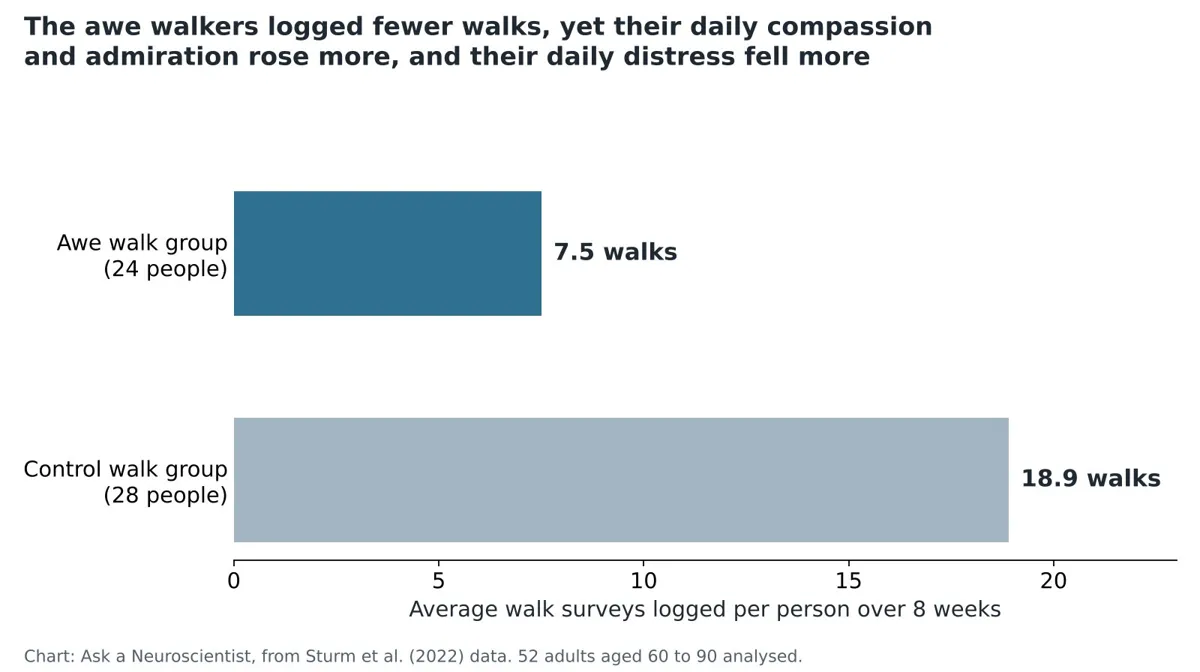 The awe walkers logged fewer walks, yet their daily compassion
and admiration rose more, and their daily distress fell more
Awe walk group
(24 people)
7.5 walks
Control walk group
(28 people)
18.9 walks
0 5 10 15 20
Average walk surveys logged per person over 8 weeks
Chart: Ask a Neuroscientist, from Sturm et al. (2022) data. 52 adults aged 60 to 90 analysed.